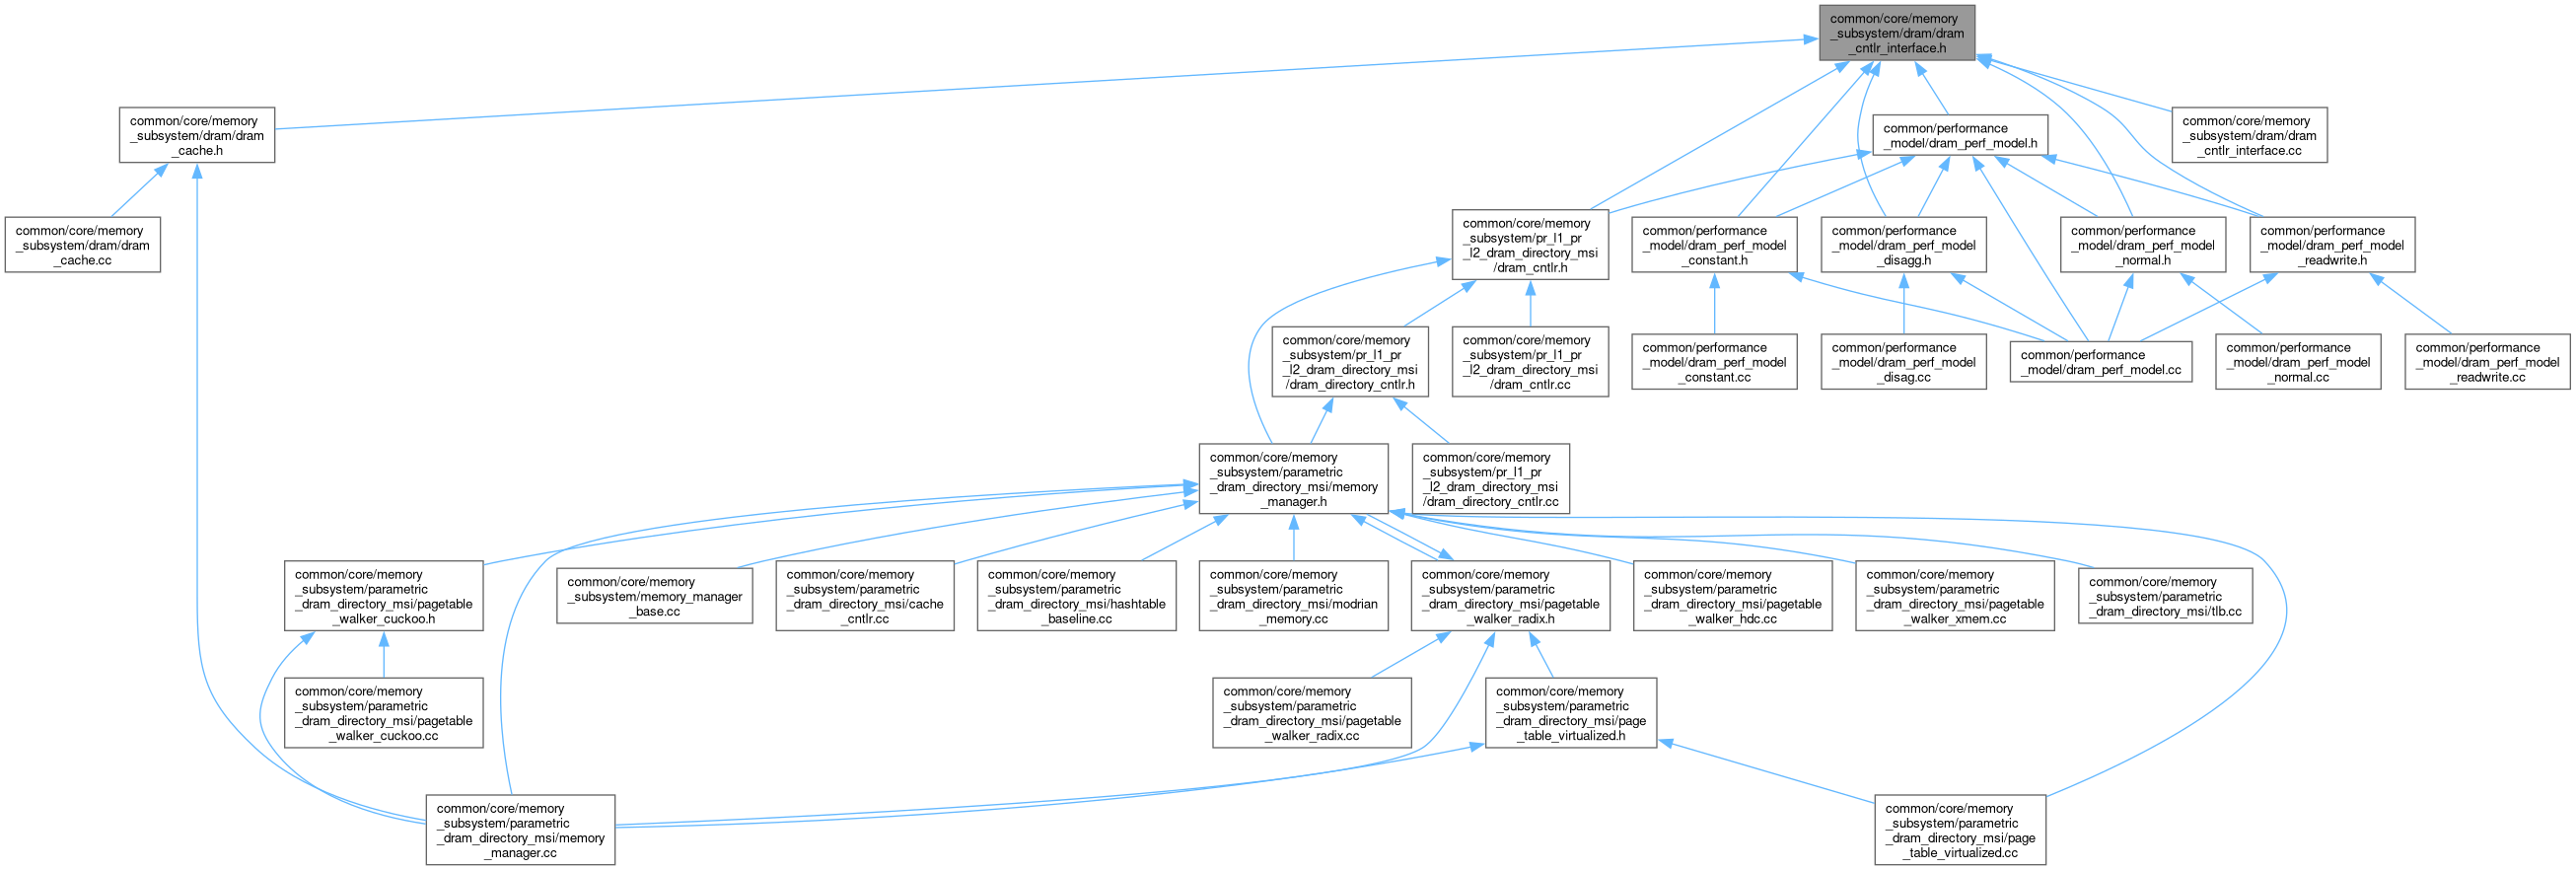 common/core/memory
_subsystem/dram/dram
_cntlr_interface.h
common/core/memory
_subsystem/dram/dram
_cache.h
common/performance
_model/dram_perf_model.h
common/core/memory
_subsystem/dram/dram
_cntlr_interface.cc
common/core/memory
_subsystem/dram/dram
_cache.cc
common/core/memory
_subsystem/pr_l1_pr
_l2_dram_directory_msi
/dram_cntlr.h
common/performance
_model/dram_perf_model
_constant.h
common/performance
_model/dram_perf_model
_disagg.h
common/performance
_model/dram_perf_model
_normal.h
common/performance
_model/dram_perf_model
_readwrite.h
common/core/memory
_subsystem/pr_l1_pr
_l2_dram_directory_msi
/dram_directory_cntlr.h
common/core/memory
_subsystem/pr_l1_pr
_l2_dram_directory_msi
/dram_cntlr.cc
common/performance
_model/dram_perf_model
_constant.cc
common/performance
_model/dram_perf_model
_disag.cc
common/performance
_model/dram_perf_model.cc
common/performance
_model/dram_perf_model
_normal.cc
common/performance
_model/dram_perf_model
_readwrite.cc
common/core/memory
_subsystem/parametric
_dram_directory_msi/memory
_manager.h
common/core/memory
_subsystem/pr_l1_pr
_l2_dram_directory_msi
/dram_directory_cntlr.cc
common/core/memory
_subsystem/parametric
_dram_directory_msi/pagetable
_walker_cuckoo.h
common/core/memory
_subsystem/memory_manager
_base.cc
common/core/memory
_subsystem/parametric
_dram_directory_msi/cache
_cntlr.cc
common/core/memory
_subsystem/parametric
_dram_directory_msi/hashtable
_baseline.cc
common/core/memory
_subsystem/parametric
_dram_directory_msi/modrian
_memory.cc
common/core/memory
_subsystem/parametric
_dram_directory_msi/pagetable
_walker_radix.h
common/core/memory
_subsystem/parametric
_dram_directory_msi/pagetable
_walker_hdc.cc
common/core/memory
_subsystem/parametric
_dram_directory_msi/pagetable
_walker_xmem.cc
common/core/memory
_subsystem/parametric
_dram_directory_msi/tlb.cc
common/core/memory
_subsystem/parametric
_dram_directory_msi/pagetable
_walker_cuckoo.cc
common/core/memory
_subsystem/parametric
_dram_directory_msi/pagetable
_walker_radix.cc
common/core/memory
_subsystem/parametric
_dram_directory_msi/page
_table_virtualized.h
common/core/memory
_subsystem/parametric
_dram_directory_msi/memory
_manager.cc
common/core/memory
_subsystem/parametric
_dram_directory_msi/page
_table_virtualized.cc